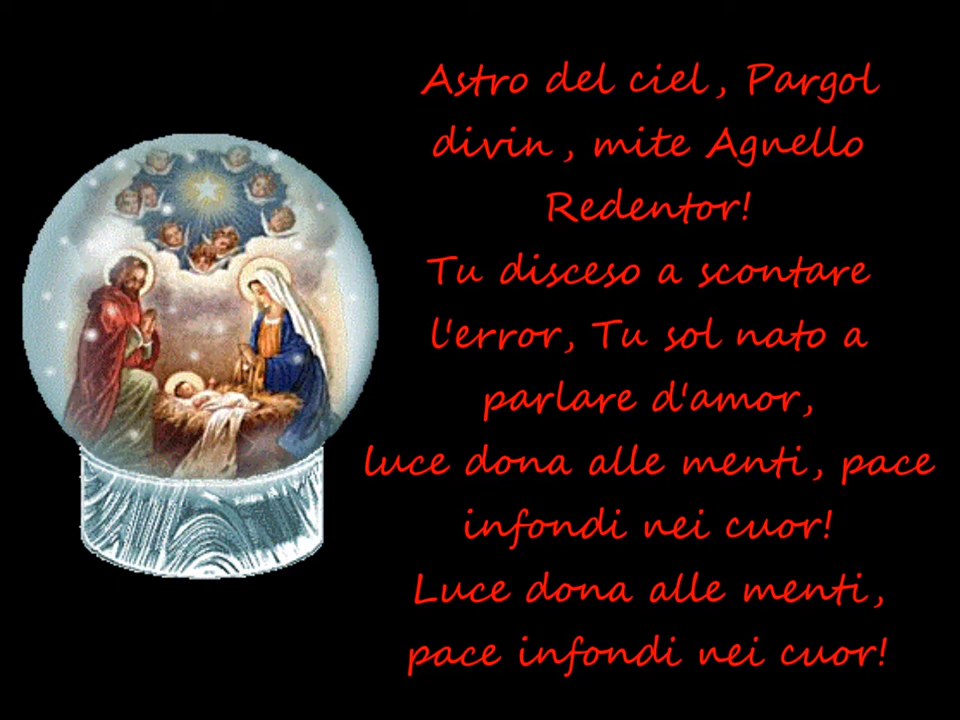 Astro del ciel, Pargol
divin, mite Agnello
Redentor!
Tu disceso a scontare
l'error, Tu sol nato a
parlare d'amor,
luce dona alle menti, pace
infondi nei cuor!
Luce dona alle menti,
pace infondi nei cuor!